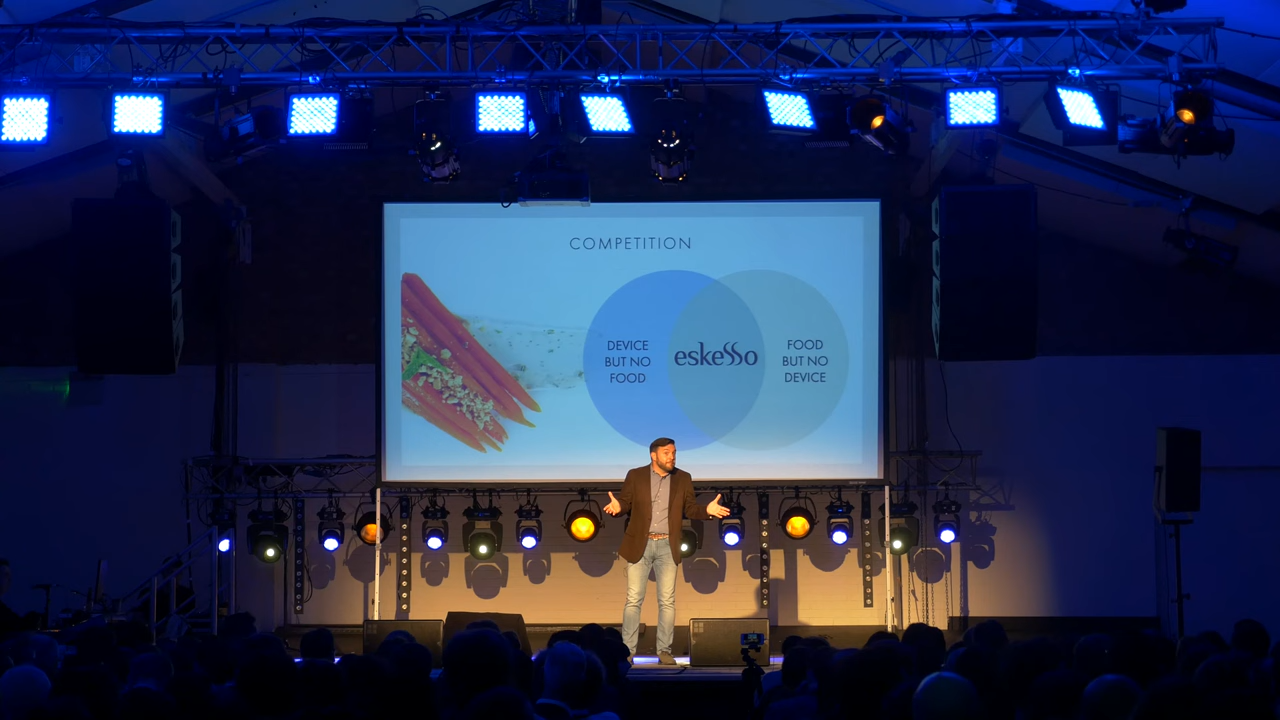 COMPETITION
DEVICE
BUT NO
FOOD
eskesso
FOOD
BUT NO
DEVICE